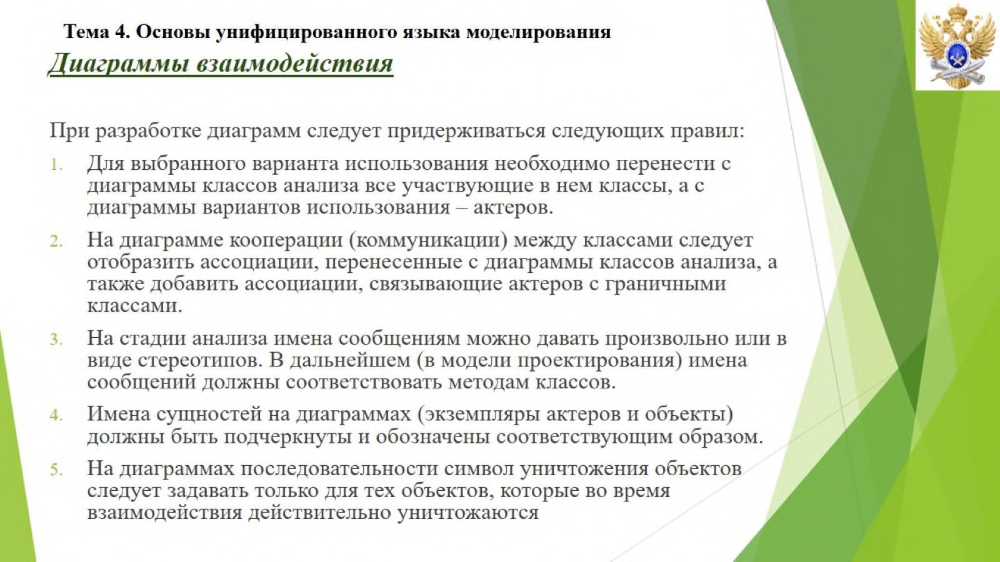 Тема 4. Основы унифицированного языка моделирования
Диаграммы взаимодействия
При разработке диаграмм следует придерживаться следующих правил:
1. Для выбранного варианта использования необходимо перенести с
диаграммы классов анализа все участвующие в нем классы, а с
диаграммы вариантов использования – актеров.
2. На диаграмме кооперации (коммуникации) между классами следует
отобразить ассоциации, перенесенные с диаграммы классов анализа, а
также добавить ассоциации, связывающие актеров с граничными
классами.
3. На стадии анализа имена сообщениям можно давать произвольно или в
виде стереотипов. В дальнейшем (в модели проектирования) имена
сообщений должны соответствовать методам классов.
4. Имена сущностей на диаграммах (экземпляры актеров и объекты)
должны быть подчеркнуты и обозначены соответствующим образом.
5. На диаграммах последовательности символ уничтожения объектов
следует задавать только для тех объектов, которые во время
взаимодействия действительно уничтожаются